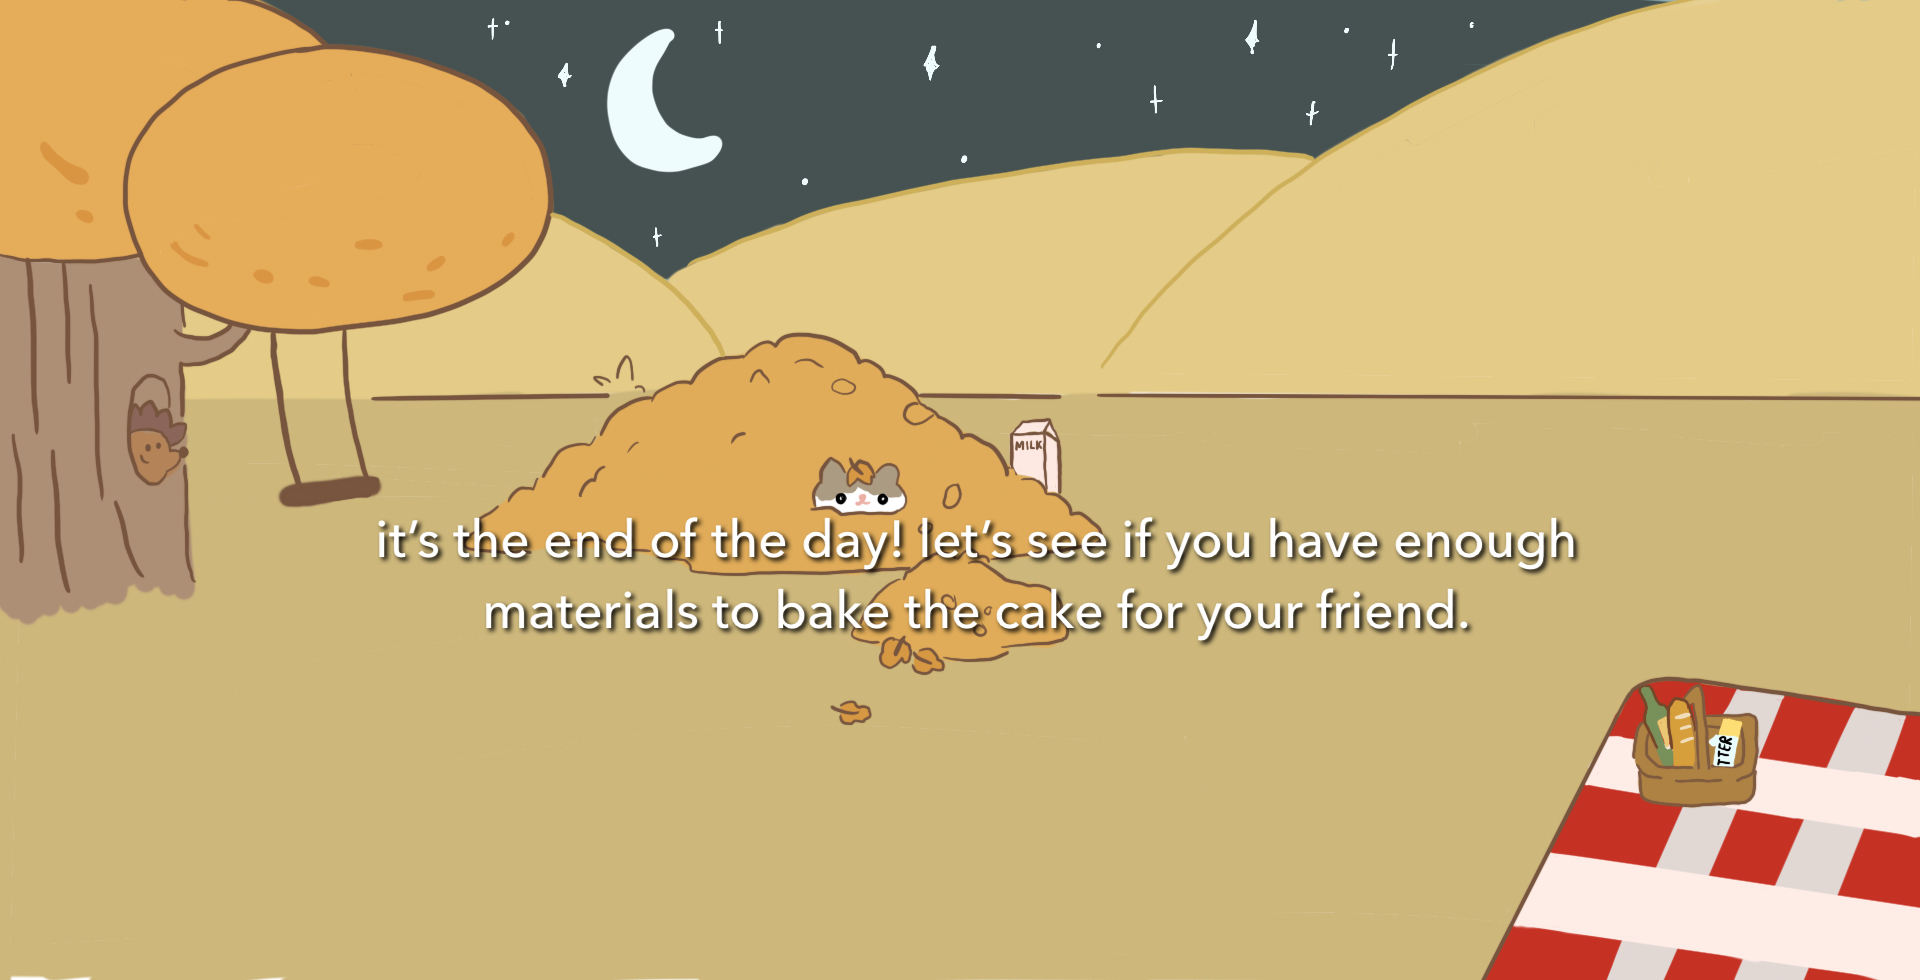 MILK
it's the end of the day! let's see if you have enough
materials to bake the cake for your friend.
TTER